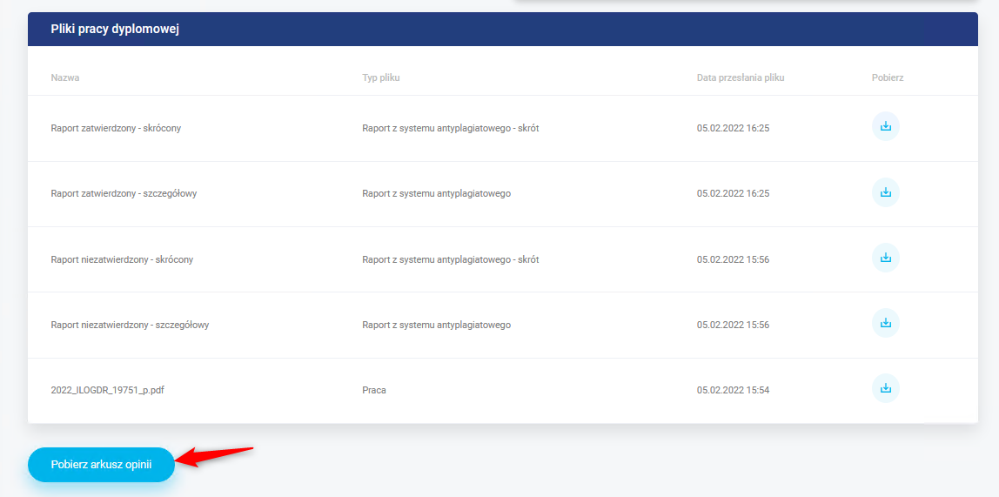 Pliki pracy dyplomowej
Nazwa Typ pliku Data przesłania pliku Pobierz
Raport zatwierdzony - skrócony Raport z systemu antyplagiatowego - skrót 05.02.2022 16:25
Raport zatwierdzony - szczegółowy Raport z systemu antyplagiatowego 05.02.2022 16:25
Raport niezatwierdzony - skrócony Raport z systemu antyplagiatowego - skrót 05.02.2022 15:56
Raport niezatwierdzony - szczegółowy Raport z systemu antyplagiatowego 05.02.2022 15:56
2022_ILOGDR_19751_p.pdf Praca 05.02.2022 15:54
Pobierz arkusz opinii